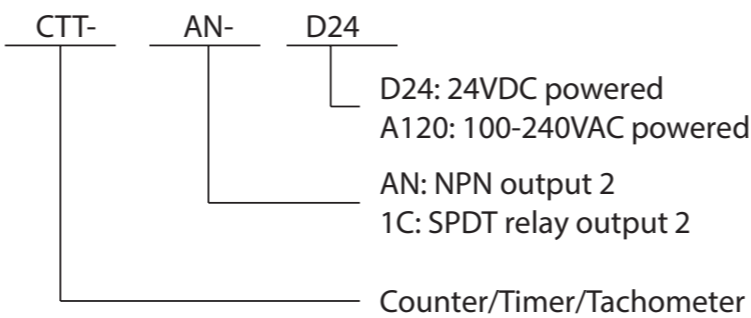 CTT- AN- D24
D24: 24VDC powered
A120: 100-240VAC powered
AN: NPN output 2
1C: SPDT relay output 2
Counter/Timer/Tachometer